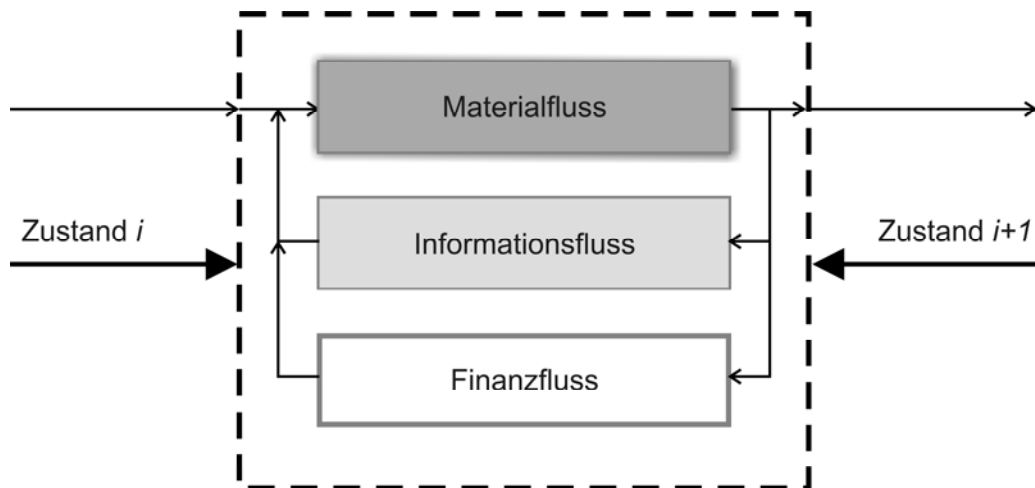 Materialfluss
Zustand i
Informationsfluss
Zustand i+1
Finanzfluss